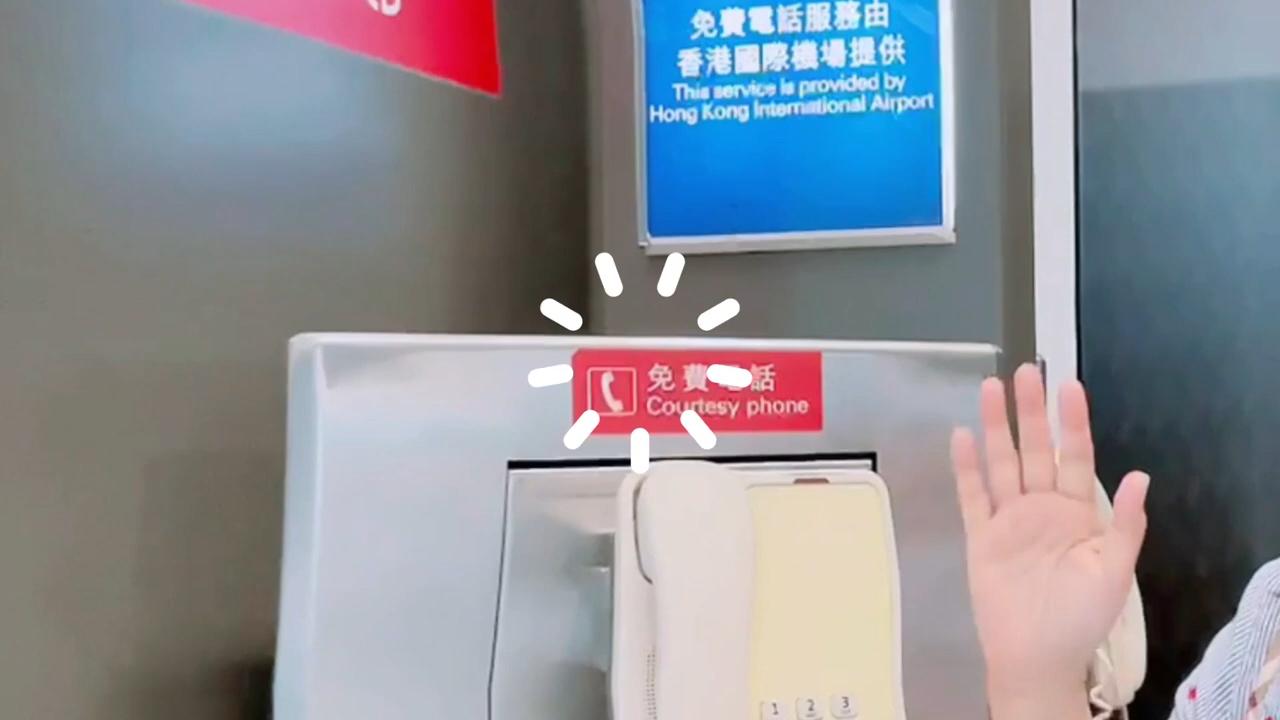 免費電話服務由
香港國際機場提供
This service is provided by
Hong Kong International Airport
免費電話
Courtesy phone
1 2 3